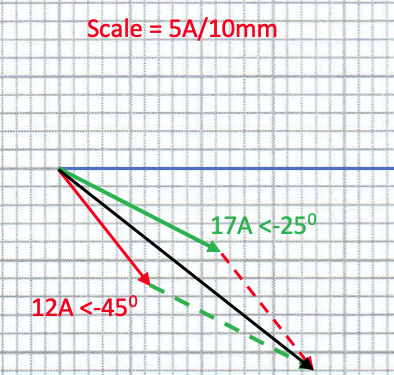 Scale = 5A/10mm
17A <-25⁰
12A <-45⁰